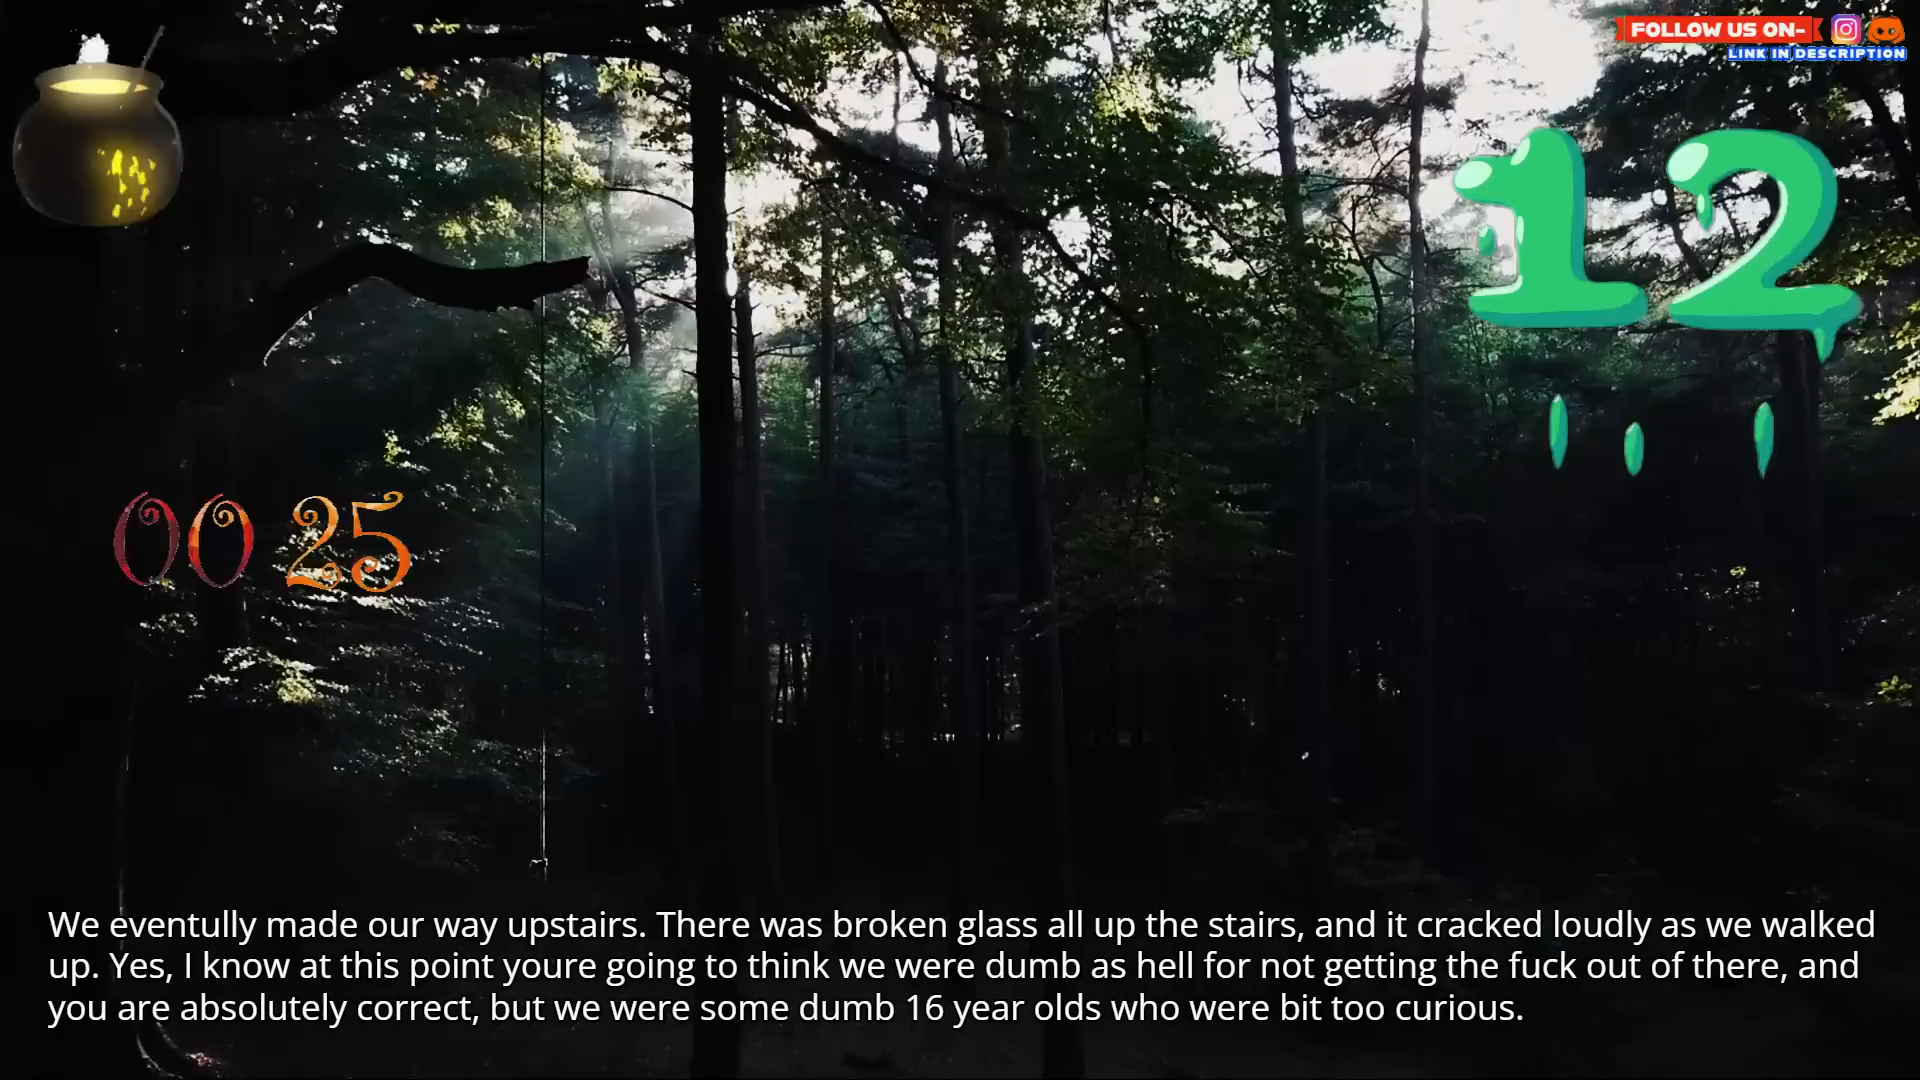 FOLLOW US ON-
LINK IN DESCRIPTION
12
00 25
We eventully made our way upstairs. There was broken glass all up the stairs, and it cracked loudly as we walked
up. Yes, I know at this point youre going to think we were dumb as hell for not getting the fuck out of there, and
you are absolutely correct, but we were some dumb 16 year olds who were bit too curious.